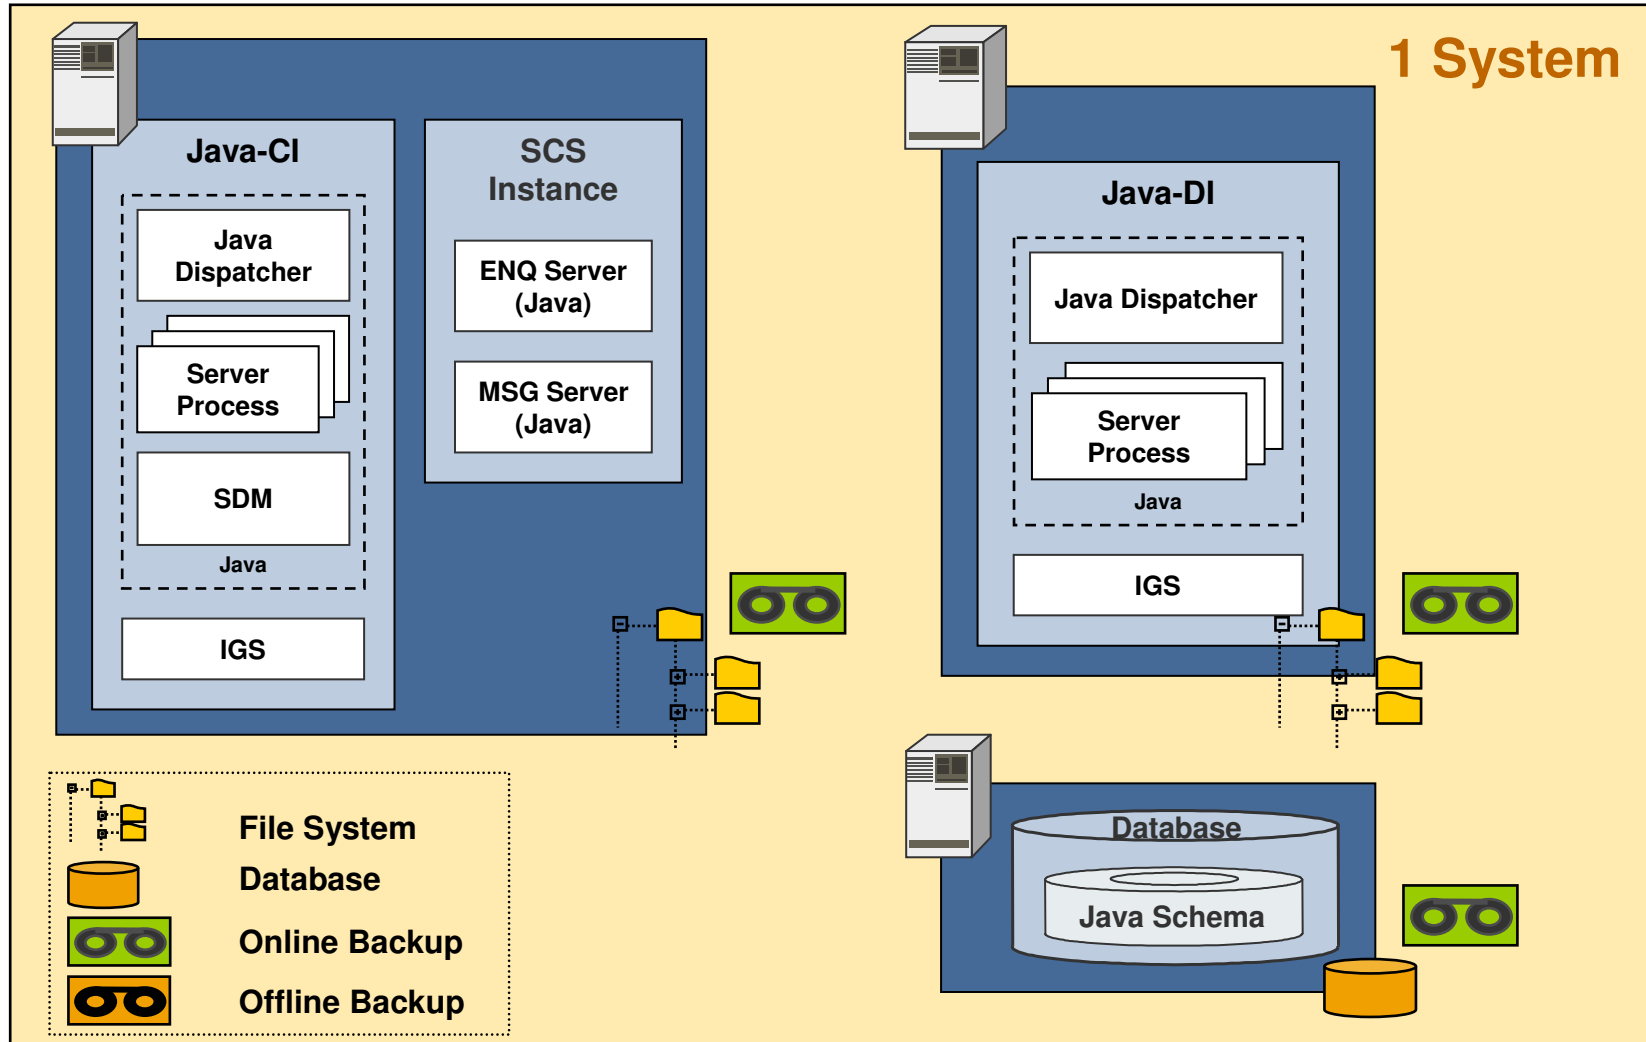 1 System
Java-CI
Java
Dispatcher
Server
Process
SDM
Java
IGS
SCS
Instance
ENQ Server
(Java)
MSG Server
(Java)
Java-DI
Java Dispatcher
Server
Process
Java
IGS
Database
Java Schema
File System
Database
Online Backup
Offline Backup